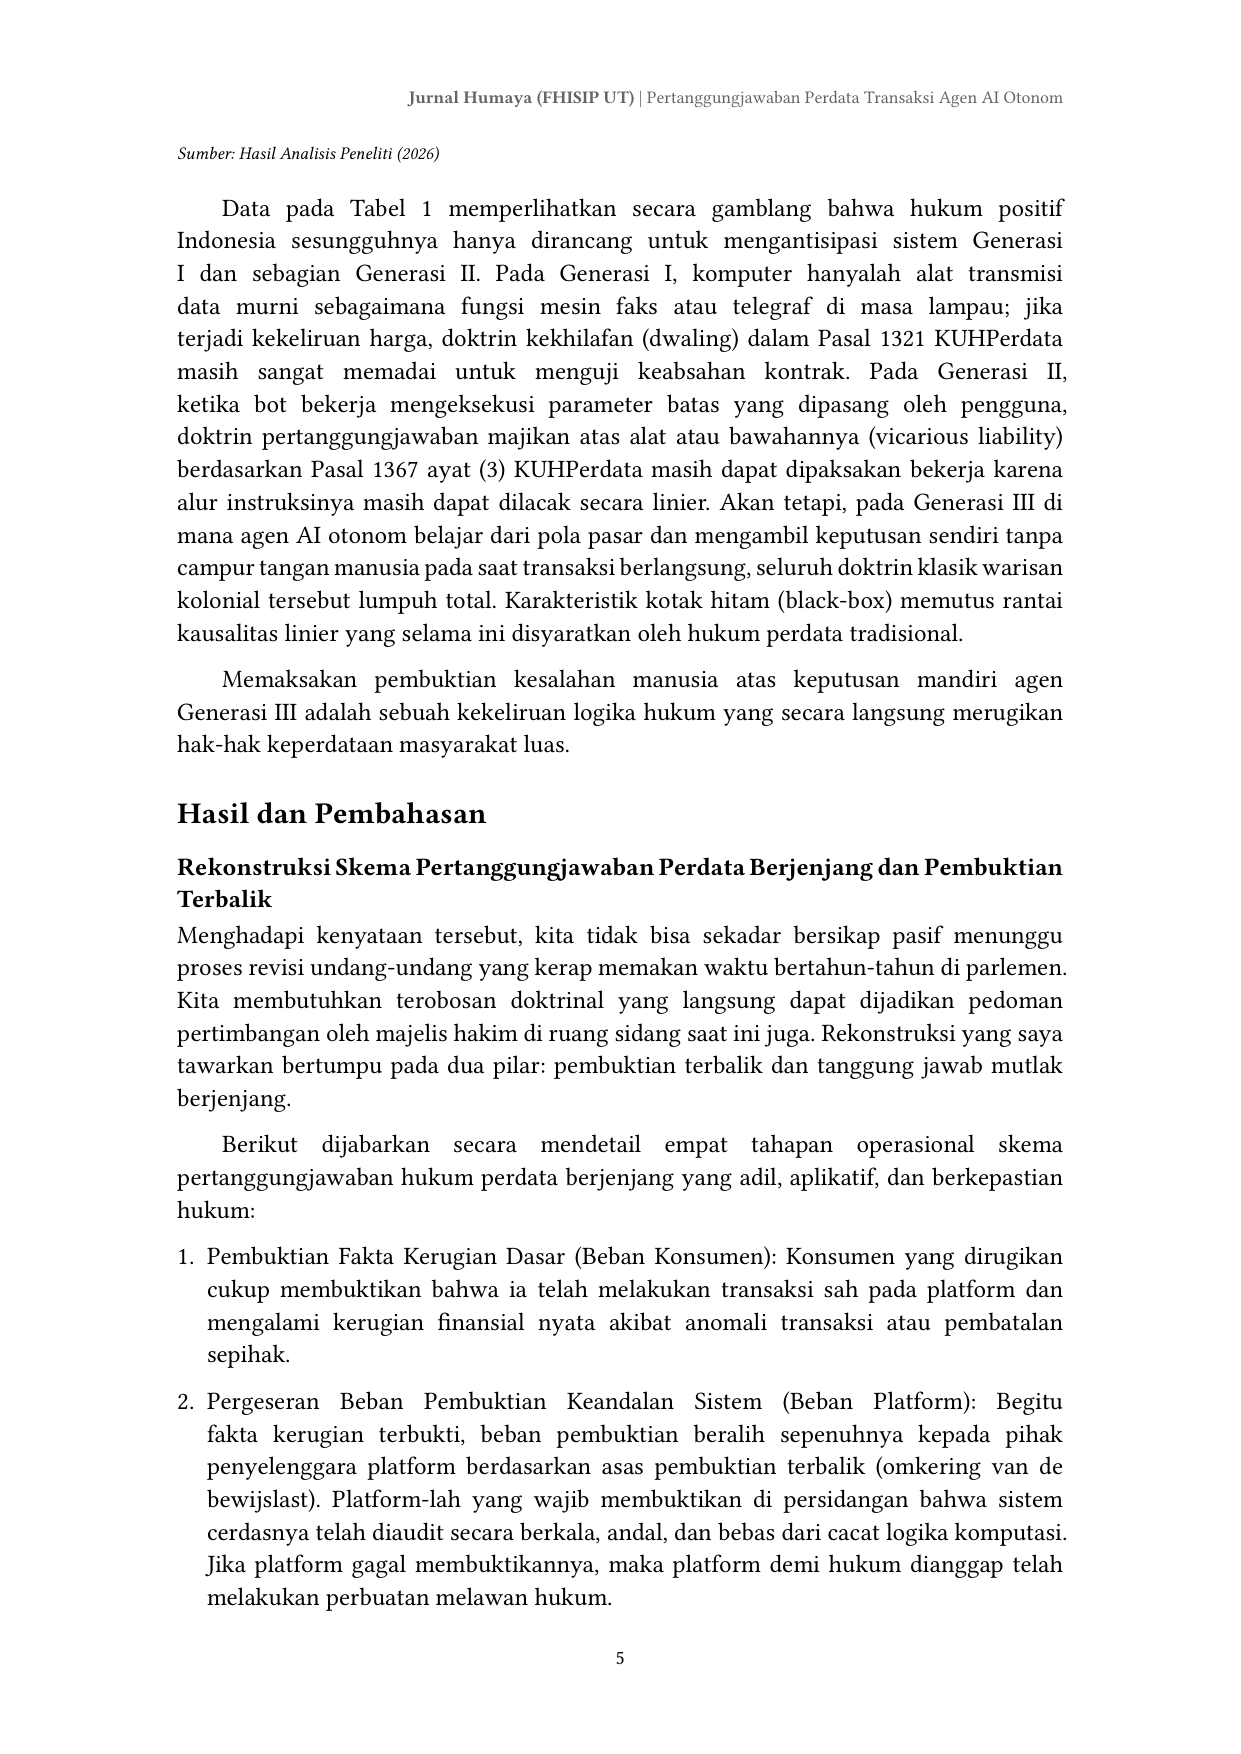 Jurnal Humaya (FHISIP UT) | Pertanggungjawaban Perdata Transaksi Agen AI Otonom
Sumber: Hasil Analisis Peneliti (2026)
Data pada Tabel 1 memperlihatkan secara gamblang bahwa hukum positif
Indonesia sesungguhnya hanya dirancang untuk mengantisipasi sistem Generasi
I dan sebagian Generasi II. Pada Generasi I, komputer hanyalah alat transmisi
data murni sebagaimana fungsi mesin faks atau telegraf di masa lampau; jika
terjadi kekeliruan harga, doktrin kekhilafan (dwaling) dalam Pasal 1321 KUHPerdata
masih sangat memadai untuk menguji keabsahan kontrak. Pada Generasi II,
ketika bot bekerja mengeksekusi parameter batas yang dipasang oleh pengguna,
doktrin pertanggungjawaban majikan atas alat atau bawahannya (vicarious liability)
berdasarkan Pasal 1367 ayat (3) KUHPerdata masih dapat dipaksakan bekerja karena
alur instruksinya masih dapat dilacak secara linier. Akan tetapi, pada Generasi III di
mana agen AI otonom belajar dari pola pasar dan mengambil keputusan sendiri tanpa
campur tangan manusia pada saat transaksi berlangsung, seluruh doktrin klasik warisan
kolonial tersebut lumpuh total. Karakteristik kotak hitam (black-box) memutus rantai
kausalitas linier yang selama ini disyaratkan oleh hukum perdata tradisional.
Memaksakan pembuktian kesalahan manusia atas keputusan mandiri agen
Generasi III adalah sebuah kekeliruan logika hukum yang secara langsung merugikan
hak-hak keperdataan masyarakat luas.
Hasil dan Pembahasan
Rekonstruksi Skema Pertanggungjawaban Perdata Berjenjang dan Pembuktian
Terbalik
Menghadapi kenyataan tersebut, kita tidak bisa sekadar bersikap pasif menunggu
proses revisi undang-undang yang kerap memakan waktu bertahun-tahun di parlemen.
Kita membutuhkan terobosan doktrinal yang langsung dapat dijadikan pedoman
pertimbangan oleh majelis hakim di ruang sidang saat ini juga. Rekonstruksi yang saya
tawarkan bertumpu pada dua pilar: pembuktian terbalik dan tanggung jawab mutlak
berjenjang.
Berikut dijabarkan secara mendetail empat tahapan operasional skema
pertanggungjawaban hukum perdata berjenjang yang adil, aplikatif, dan berkepastian
hukum:
1. Pembuktian Fakta Kerugian Dasar (Beban Konsumen): Konsumen yang dirugikan
cukup membuktikan bahwa ia telah melakukan transaksi sah pada platform dan
mengalami kerugian finansial nyata akibat anomali transaksi atau pembatalan
sepihak.
2. Pergeseran Beban Pembuktian Keandalan Sistem (Beban Platform): Begitu
fakta kerugian terbukti, beban pembuktian beralih sepenuhnya kepada pihak
penyelenggara platform berdasarkan asas pembuktian terbalik (omkering van de
bewijslast). Platform-lah yang wajib membuktikan di persidangan bahwa sistem
cerdasnya telah diaudit secara berkala, andal, dan bebas dari cacat logika komputasi.
Jika platform gagal membuktikannya, maka platform demi hukum dianggap telah
melakukan perbuatan melawan hukum.
5